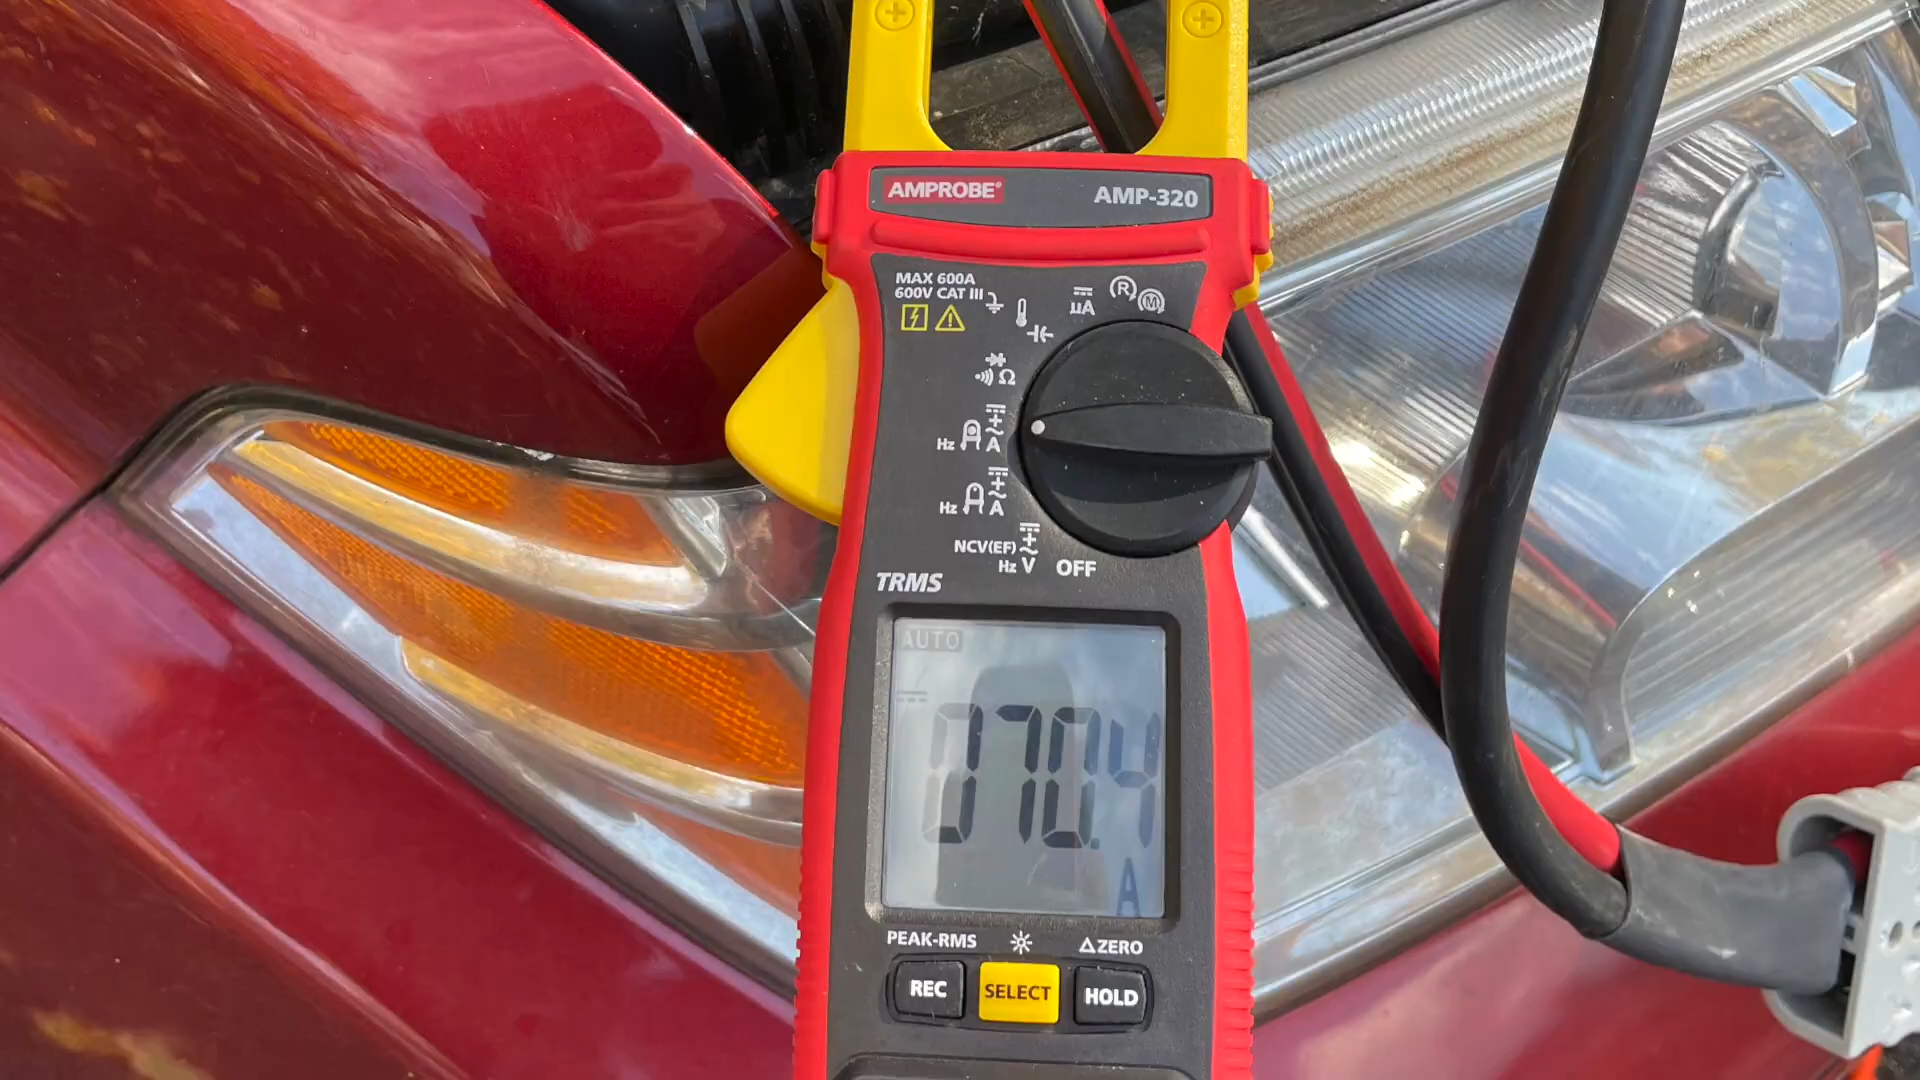 AMPROBE® AMP-320
MAX 600A
600V CAT III
µA
R M
Ω
Hz A
Hz A
NCV(EF)
Hz V
OFF
TRMS
AUTO
070.4
A
PEAK-RMS ΔZERO
REC SELECT HOLD